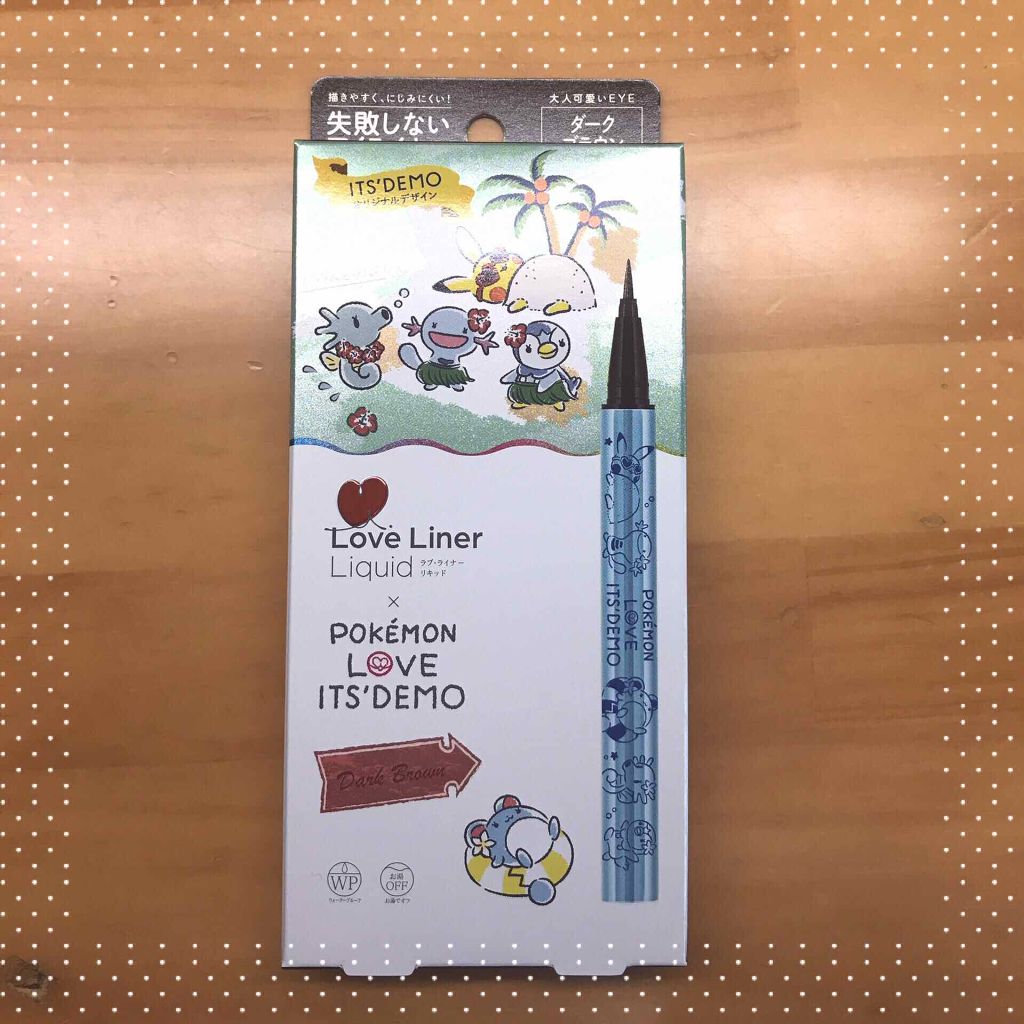 描きやすく、にじみにくい!
失敗しない
大人可愛いEYE
ダーク
ブラウン
ITS'DEMO
オリジナルデザイン
Love Liner
Liquid ラブ・ライナー
リキッド
×
POKÉMON
LOVE
ITS'DEMO
Dark Brown
WP
ウォータープルーフ
お湯
OFF
お湯でオフ
POKÉMON
LOVE
ITS'DEMO